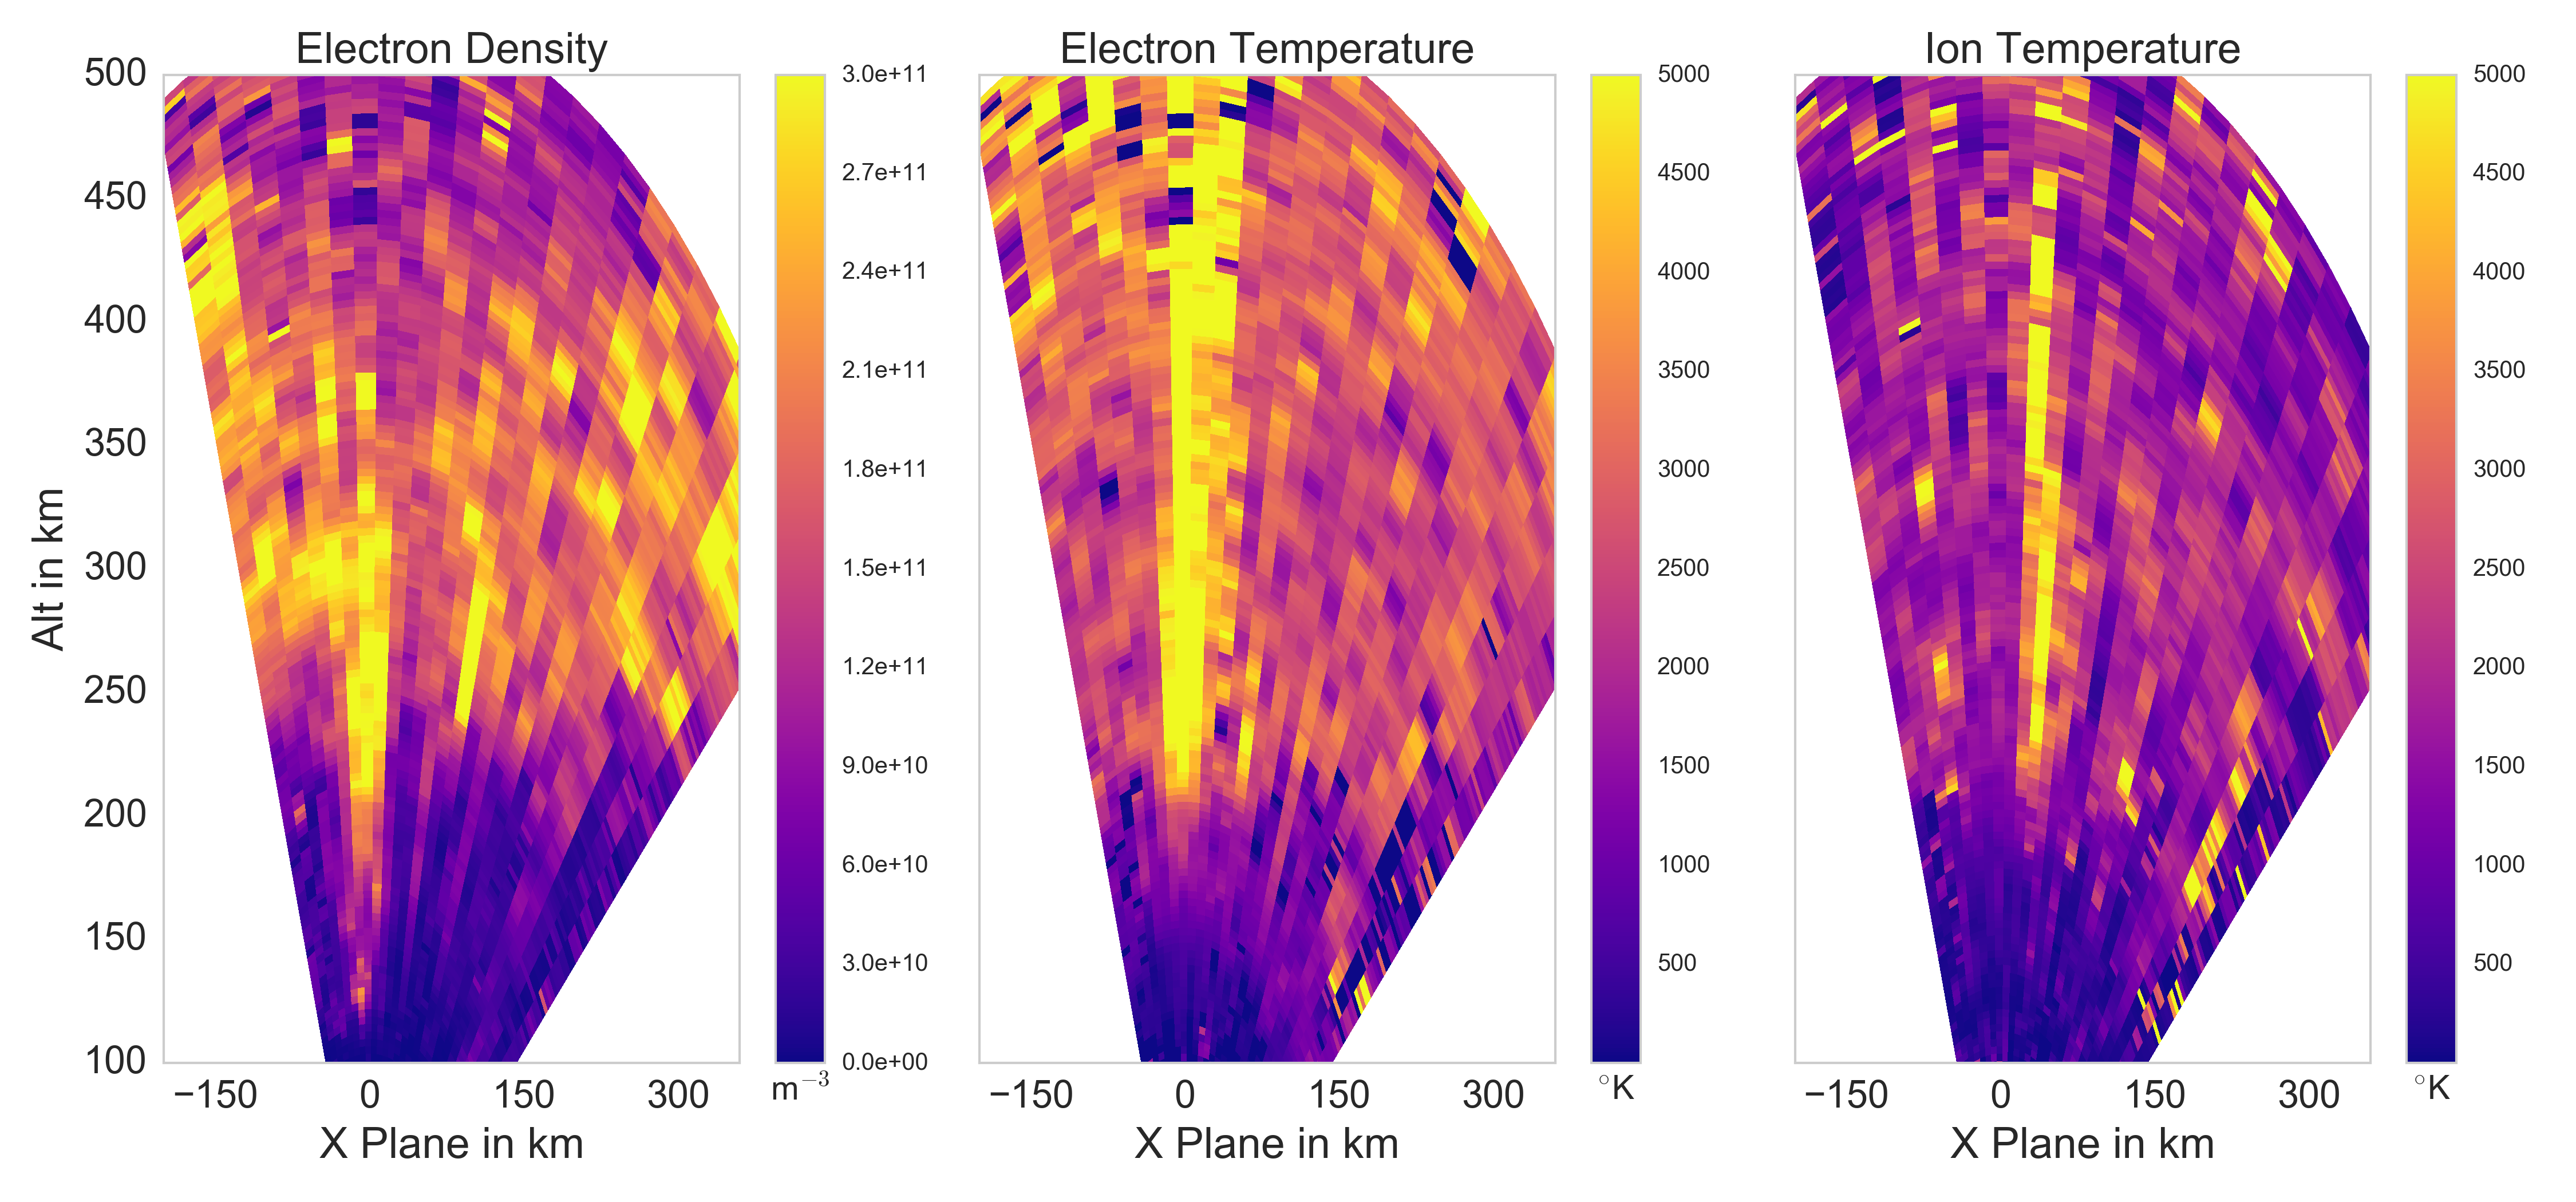 Electron Density
Electron Temperature
Ion Temperature
500
450
400
350
300
250
200
150
100
Alt in km
−150 0 150 300
X Plane in km
3.0e+11
2.7e+11
2.4e+11
2.1e+11
1.8e+11
1.5e+11
1.2e+11
9.0e+10
6.0e+10
3.0e+10
0.0e+00
m⁻³
−150 0 150 300
X Plane in km
5000
4500
4000
3500
3000
2500
2000
1500
1000
500
°K
−150 0 150 300
X Plane in km
5000
4500
4000
3500
3000
2500
2000
1500
1000
500
°K